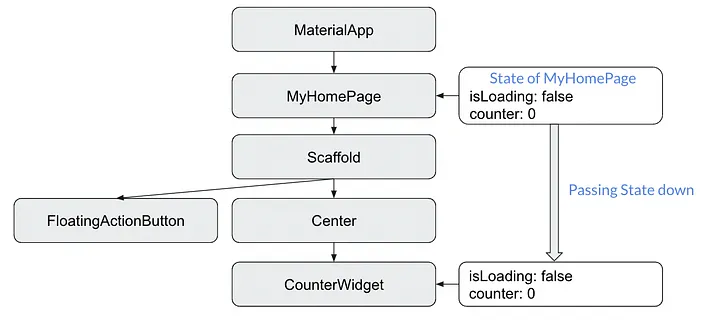 MaterialApp
State of MyHomePage
MyHomePage
isLoading: false
counter: 0
Scaffold
Passing State down
FloatingActionButton
Center
CounterWidget
isLoading: false
counter: 0